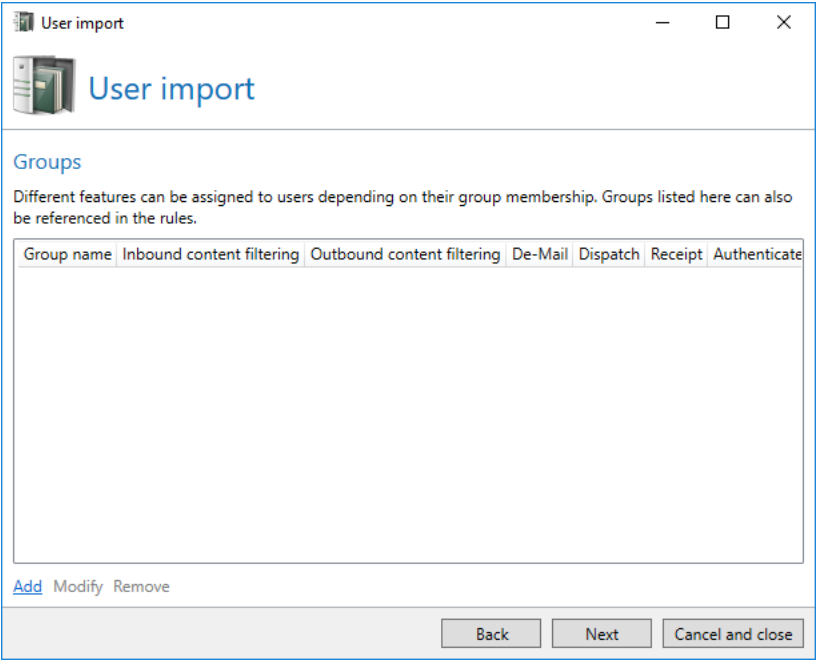 User import
User import
Groups
Different features can be assigned to users depending on their group membership. Groups listed here can also
be referenced in the rules.
Group name Inbound content filtering Outbound content filtering De-Mail Dispatch Receipt Authenticate
Add Modify Remove
Back Next Cancel and close